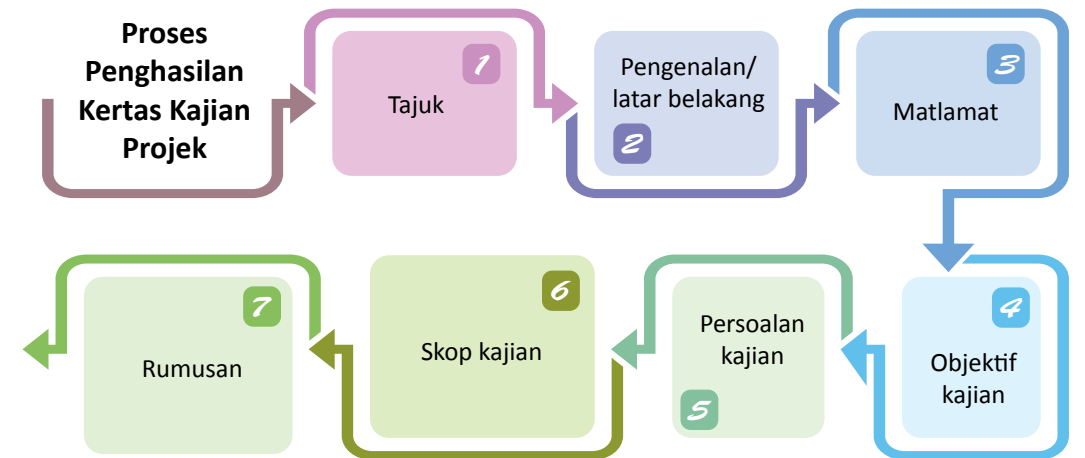 Proses
Penghasilan
Kertas Kajian
Projek
1
Tajuk
Pengenalan/
latar belakang
2
3
Matlamat
4
Objektif
kajian
Persoalan
kajian
5
6
Skop kajian
7
Rumusan